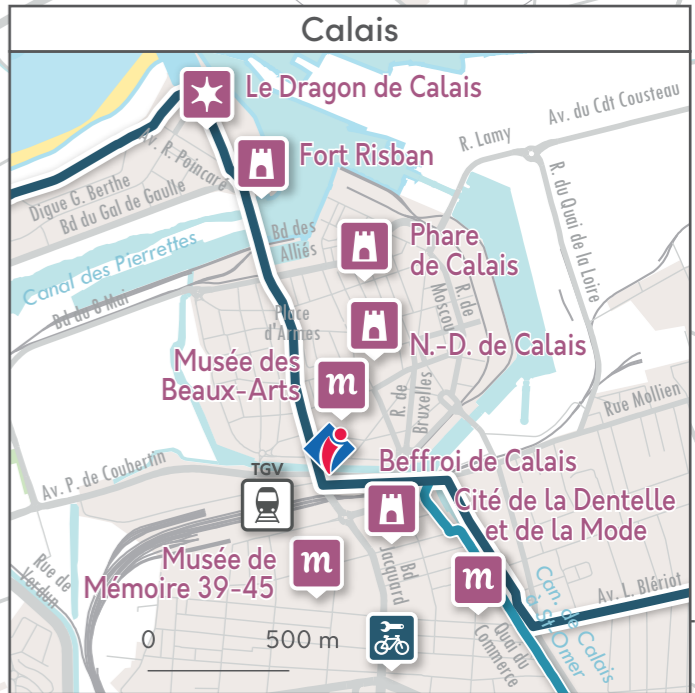 Calais
Le Dragon de Calais
Av. du Cdt Cousteau
R. Lamy
Av. R. Poincaré
Fort Risban
Digue G. Berthe
Bd du Gal de Gaulle
R. du Quai de la Loire
Bd des
Alliés
Phare
de Calais
Canal des Pierrettes
Bd du 8 Mai
R. de
Moscou
Place
d'Armes
N.-D. de Calais
Musée des
Beaux-Arts
m
R. de
Bruxelles
Rue Mollien
Beffroi de Calais
Av. P. de Coubertin
TGV
Cité de la Dentelle
et de la Mode
Musée de
Mémoire 39-45
m
m
Bd
Jacquard
Rue de
Verdun
Can. de Calais
à St-Omer
Av. L. Blériot
Quai du
Commerce
0 500 m